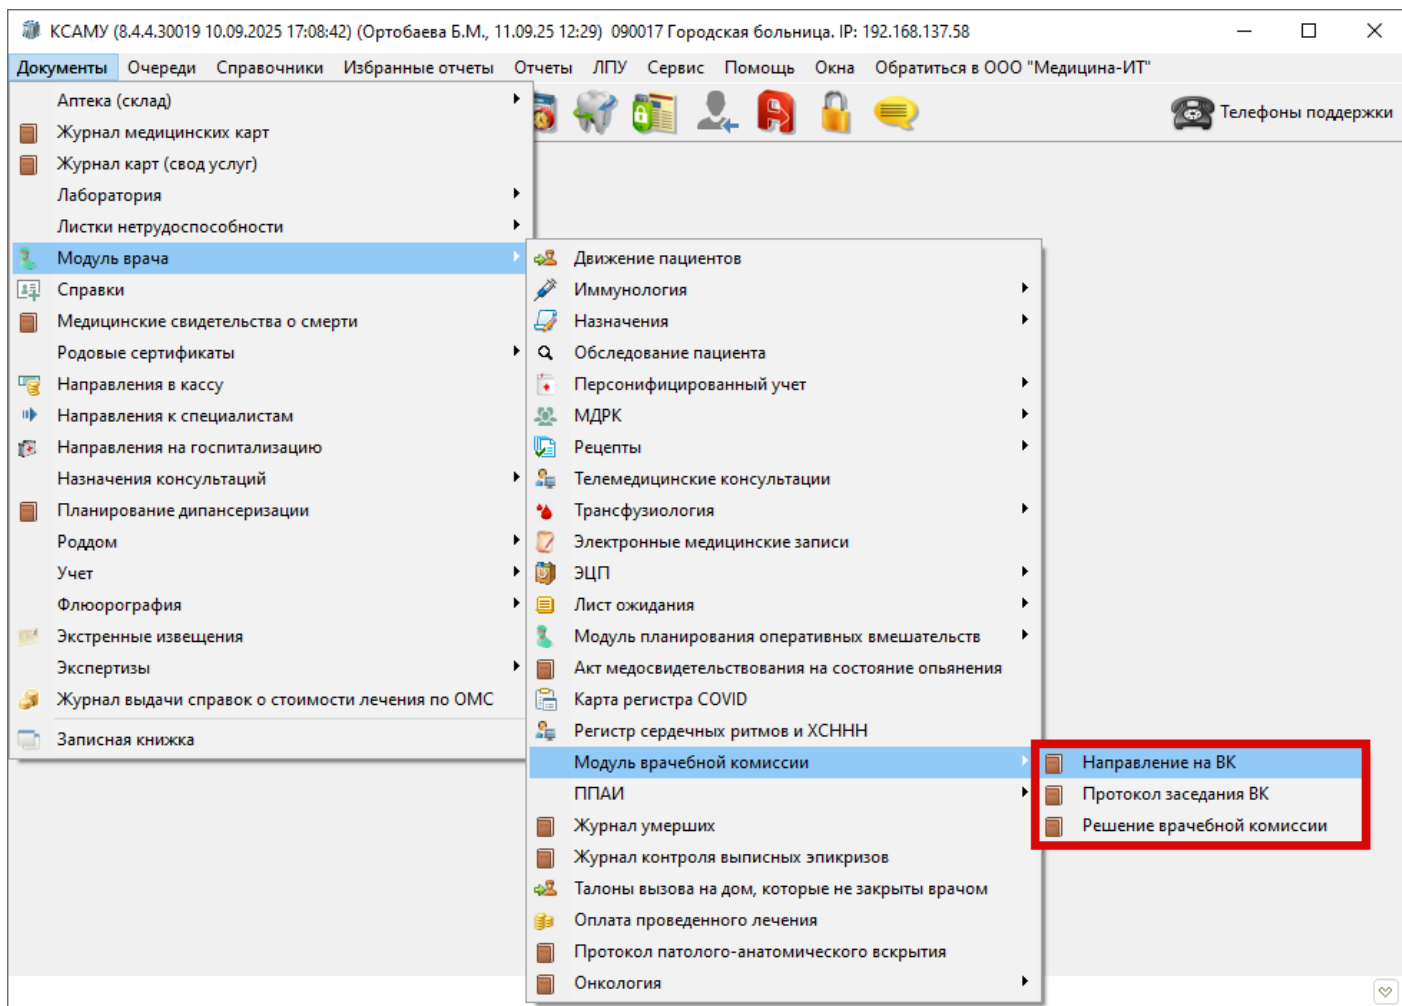 КСАМУ (8.4.4.30019 10.09.2025 17:08:42) (Ортобаева Б.М., 11.09.25 12:29) 090017 Городская больница. IP: 192.168.137.58
Документы Очереди Справочники Избранные отчеты Отчеты ЛПУ Сервис Помощь Окна Обратиться в ООО "Медицина-ИТ"
Телефоны поддержки
Аптека (склад)
Журнал медицинских карт
Журнал карт (свод услуг)
Лаборатория
Листки нетрудоспособности
Модуль врача
Справки
Медицинские свидетельства о смерти
Родовые сертификаты
Направления в кассу
Направления к специалистам
Направления на госпитализацию
Назначения консультаций
Планирование дипансеризации
Роддом
Учет
Флюорография
Экстренные извещения
Экспертизы
Журнал выдачи справок о стоимости лечения по ОМС
Записная книжка
Движение пациентов
Иммунология
Назначения
Обследование пациента
Персонифицированный учет
МДРК
Рецепты
Телемедицинские консультации
Трансфузиология
Электронные медицинские записи
ЭЦП
Лист ожидания
Модуль планирования оперативных вмешательств
Акт медосвидетельствования на состояние опьянения
Карта регистра COVID
Регистр сердечных ритмов и ХСННН
Модуль врачебной комиссии
ППАИ
Журнал умерших
Журнал контроля выписных эпикризов
Талоны вызова на дом, которые не закрыты врачом
Оплата проведенного лечения
Протокол патолого-анатомического вскрытия
Онкология
Направление на ВК
Протокол заседания ВК
Решение врачебной комиссии